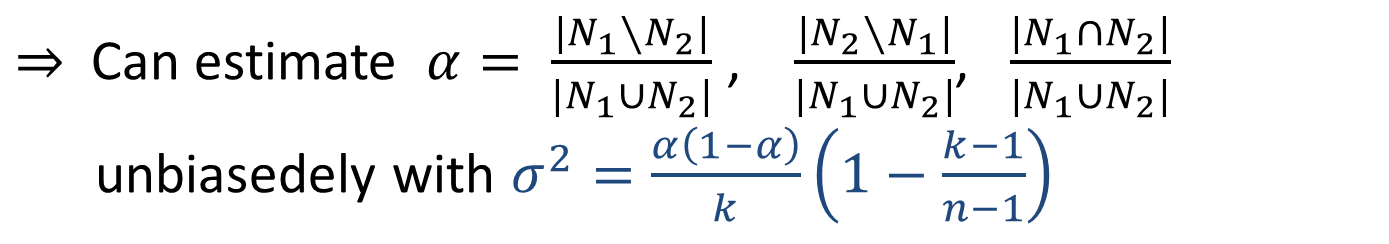 ⇒ Can estimate α = |N₁\N₂| / |N₁∪N₂| , |N₂\N₁| / |N₁∪N₂| , |N₁∩N₂| / |N₁∪N₂|
unbiasedely with σ² = α(1−α) / k (1 − (k−1) / (n−1))